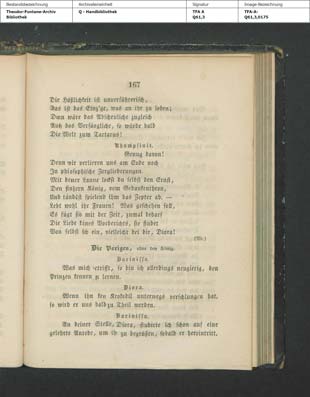 Bestandsbezeichnung
Archivalieneinheit
Signatur
Image-Bezeichnung
Theodor-Fontane-Archiv
Bibliothek
Q - Handbibliothek
TFA A
Q61,3
TFA-A:
Q61,3,0175
167
Die Häßlichkeit ist unverführerisch,
Das ist das Einz'ge, was an ihr zu loben;
Denn wäre das Abscheuliche zugleich
Auch das Verfängliche, so würde bald
Die Welt zum Tartarus!
Rhampsinit.
Genug davon!
Denn wir verlieren uns am Ende noch
In philosophische Zergliederungen.
Mit deiner Laune lockst du selbst den Ernst,
Den finstern König, vom Gedankenthron,
Und tändelst spielend ihm das Zepter ab. —
Lebt wohl ihr Frauen! Was geschehen soll,
Es fügt sich mit der Zeit, zumal bedarf
Die Liebe keines Vorberichts, sie findet
Von selbst sich ein, vielleicht bei dir, Diora!
(Ab.)
Die Vorigen, ohne den König.
Was mich betrifft, so bin ich allerdings neugierig, den
Prinzen kennen zu lernen.
Diora.
Wenn ihn kein Krokodil unterwegs verschlungen hat,
so wird er uns bald zu Theil werden.
An deiner Stelle, Diora, studierte ich schon auf eine
gelehrte Anrede, um ihn zu begrüßen, sobald er hereintritt.